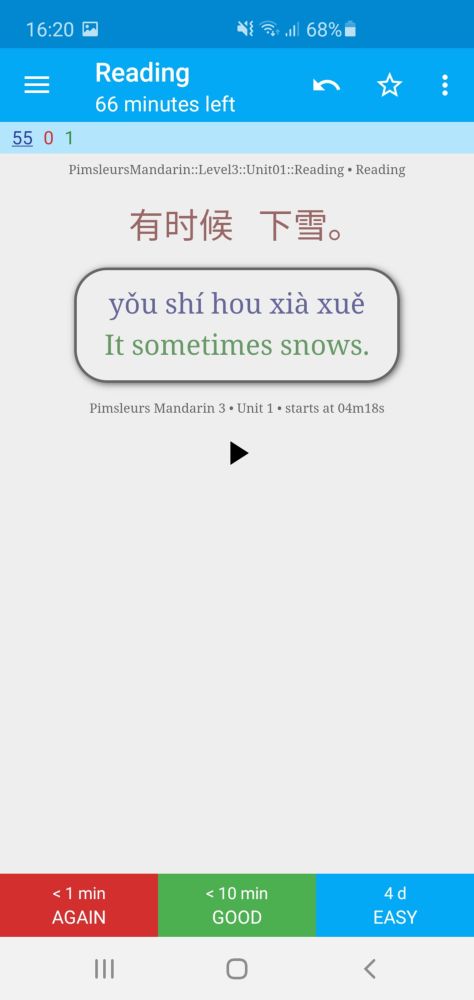 16:20 68%
Reading
66 minutes left
55 0 1
PimsleursMandarin::Level3::Unit01::Reading • Reading
有时候 下雪。
yǒu shí hou xià xuě
It sometimes snows.
Pimsleurs Mandarin 3 • Unit 1 • starts at 04m18s
< 1 min < 10 min 4 d
AGAIN GOOD EASY